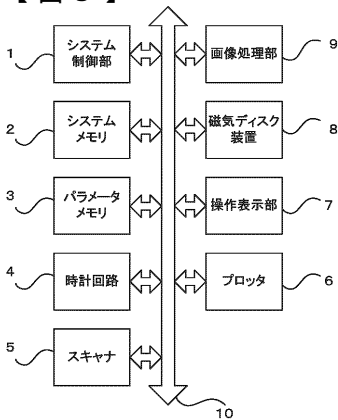 1
システム
制御部
画像処理部
9
2
システム
メモリ
磁気ディスク
装置
8
3
パラメータ
メモリ
操作表示部
7
4
時計回路
プロッタ
6
5
スキャナ
10